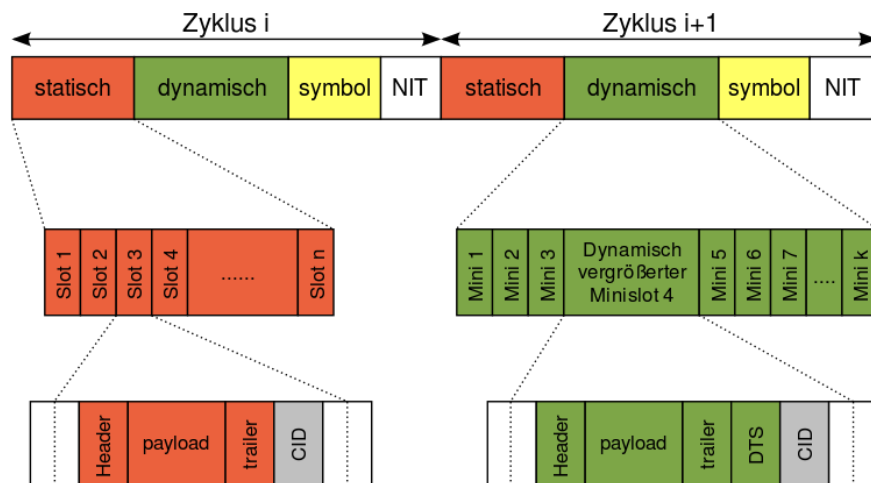 Zyklus i
Zyklus i+1
statisch
dynamisch
symbol
NIT
statisch
dynamisch
symbol
NIT
Slot 1
Slot 2
Slot 3
Slot 4
......
Slot n
Mini 1
Mini 2
Mini 3
Dynamisch
vergrößerter
Minislot 4
Mini 5
Mini 6
Mini 7
....
Mini k
Header
payload
trailer
CID
Header
payload
trailer
DTS
CID